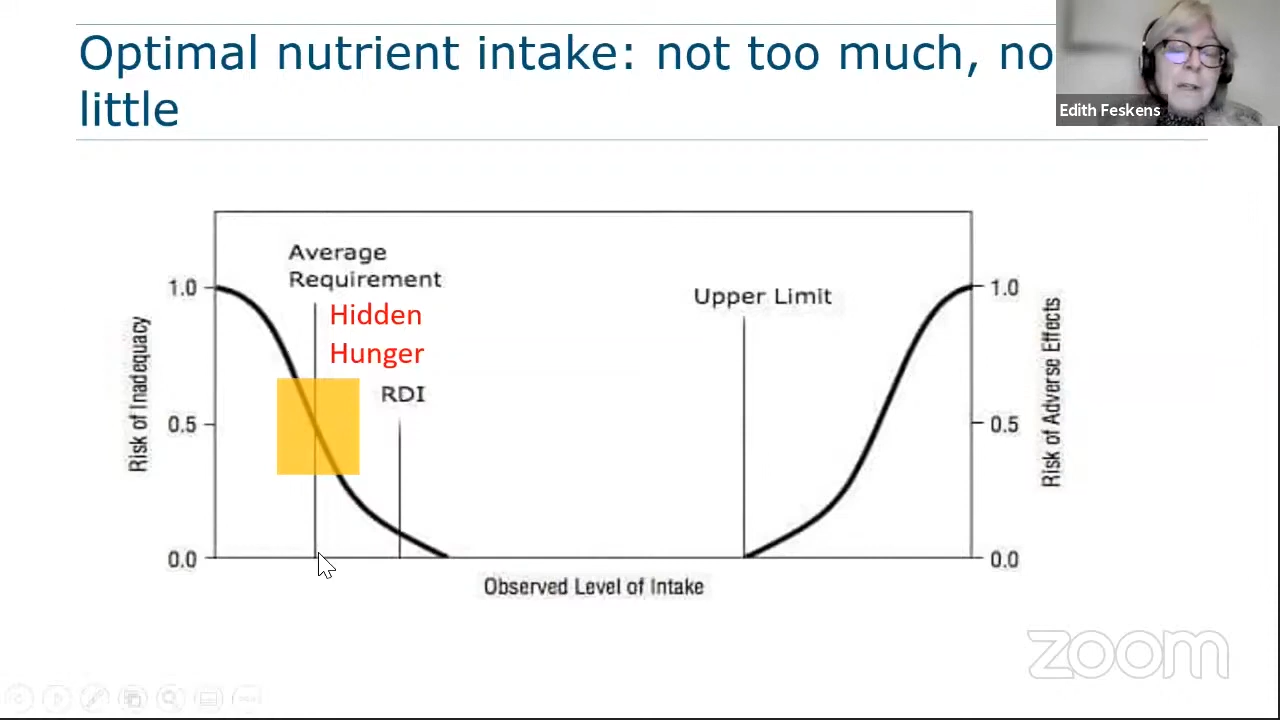 Optimal nutrient intake: not too much, no
little
Edith Feskens
Average
Requirement
Hidden
Hunger
RDI
Upper Limit
1.0
0.5
0.0
Risk of Inadequacy
1.0
0.5
0.0
Risk of Adverse Effects
Observed Level of Intake
zoom